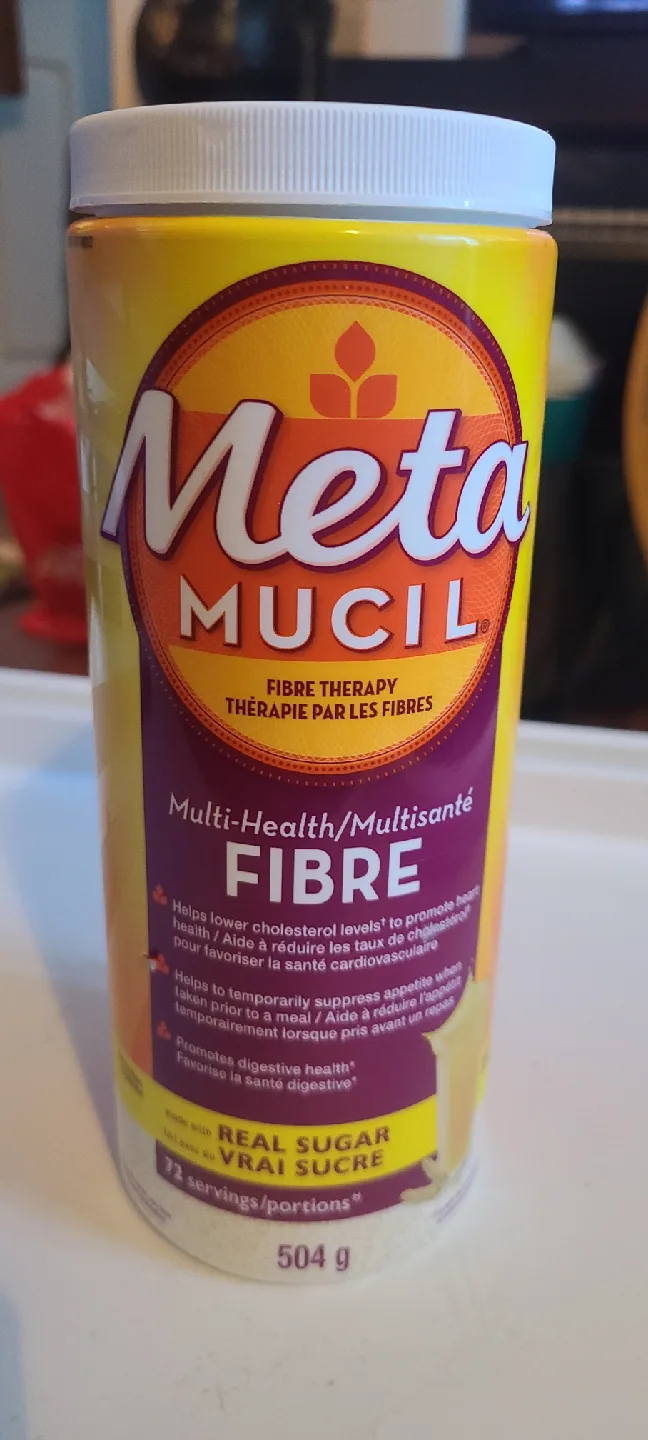 Meta
MUCIL®
FIBRE THERAPY
THÉRAPIE PAR LES FIBRES
Multi-Health/Multisanté
FIBRE
Helps lower cholesterol levels† to promote heart
health / Aide à réduire les taux de cholestérol†
pour favoriser la santé cardiovasculaire
Helps to temporarily suppress appetite when
taken prior to a meal / Aide à réduire l'appétit
temporairement lorsque pris avant un repas
Promotes digestive health*
Favorise la santé digestive*
made with REAL SUGAR
VRAI SUCRE
72 servings/portions
504 g